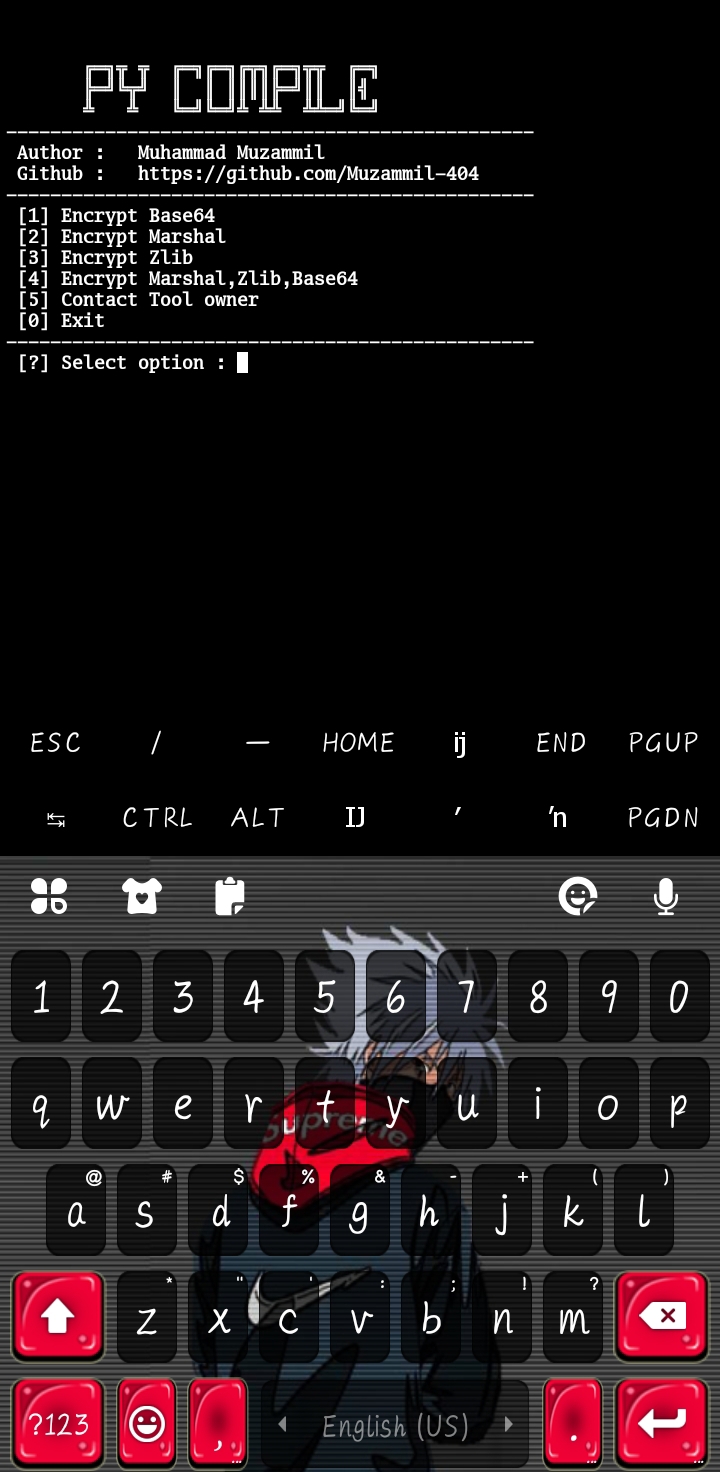 PY COMPILE
Author :   Muhammad Muzammil
Github :   https://github.com/Muzammil-404
[1] Encrypt Base64
[2] Encrypt Marshal
[3] Encrypt Zlib
[4] Encrypt Marshal,Zlib,Base64
[5] Contact Tool owner
[0] Exit
[?] Select option :
ESC / — HOME ĳ END PGUP
↹ CTRL ALT Ĳ ʼ ŉ PGDN
1 2 3 4 5 6 7 8 9 0
q w e r t y u i o p
Supreme
@ # $ % & - + ( )
a s d f g h j k l
* " ' : ; ! ?
z x c v b n m
?123 , English (US) .